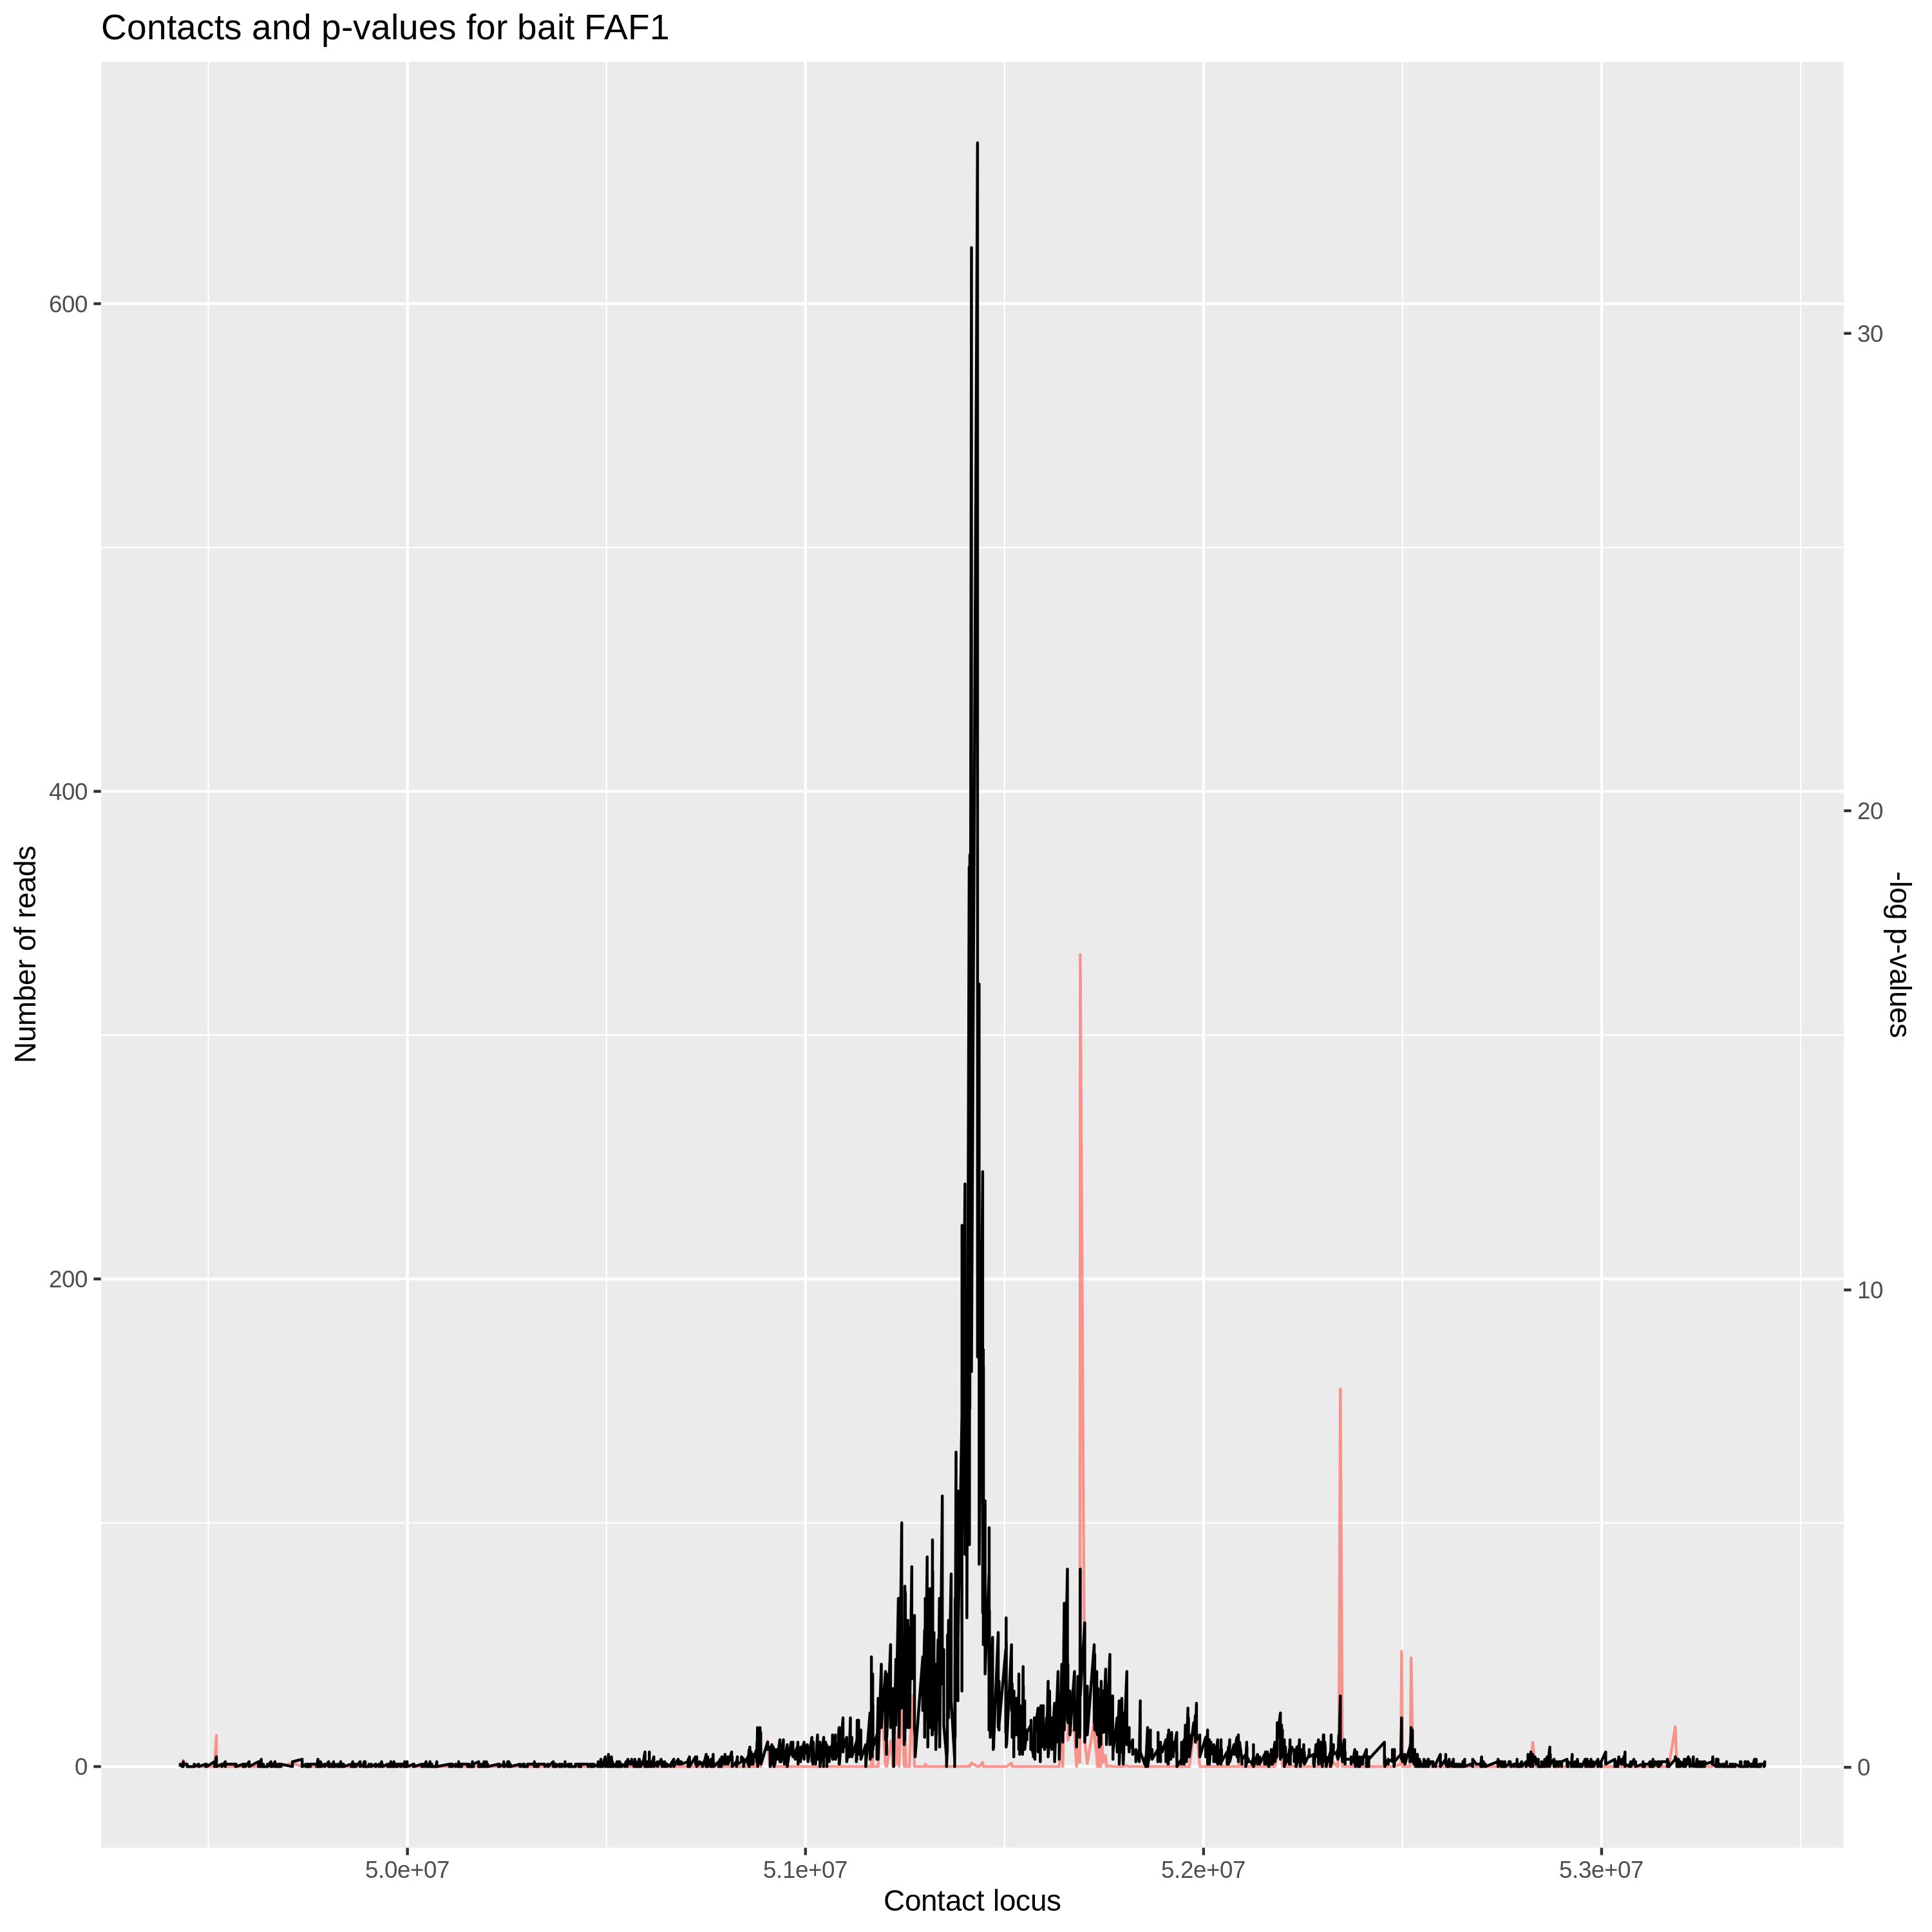 Contacts and p-values for bait FAF1
Number of reads
600
400
200
0
30
20
10
0
-log p-values
5.0e+07
5.1e+07
5.2e+07
5.3e+07
Contact locus